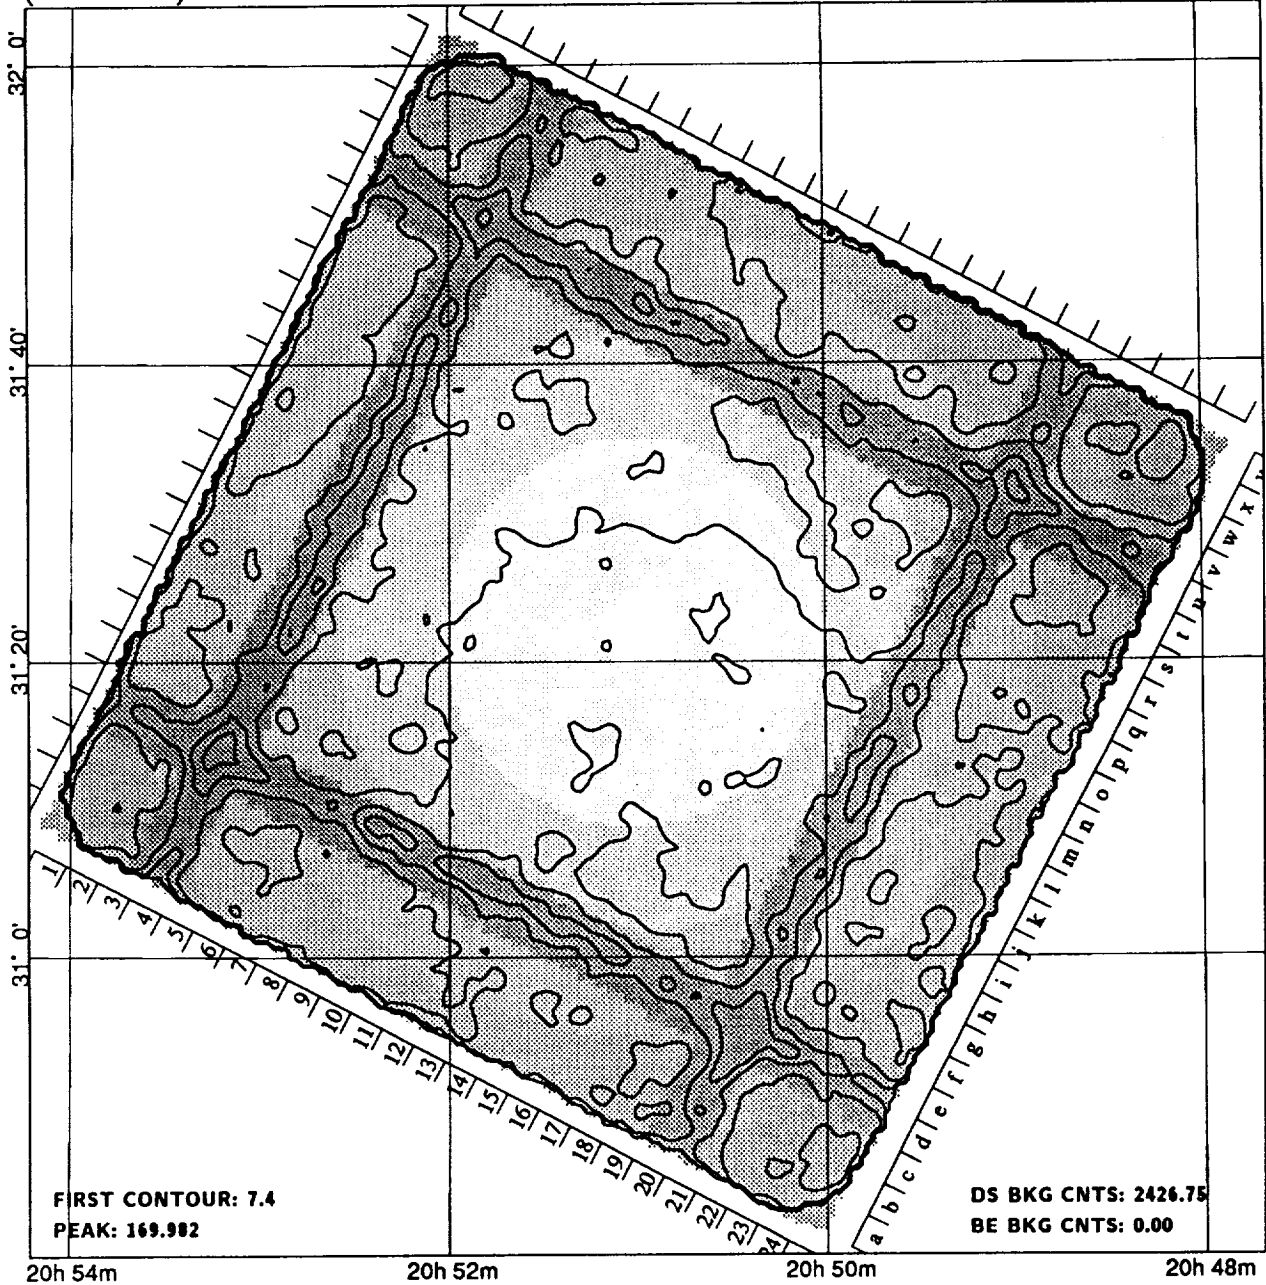 32° 0'
31° 40'
31° 20'
31° 0'
1 2 3 4 5 6 7 8 9 10 11 12 13 14 15 16 17 18 19 20 21 22 23 24
a b c d e f g h i j k l m n o p q r s t u v w x
FIRST CONTOUR: 7.4
PEAK: 169.982
DS BKG CNTS: 2426.75
BE BKG CNTS: 0.00
20h 54m 20h 52m 20h 50m 20h 48m